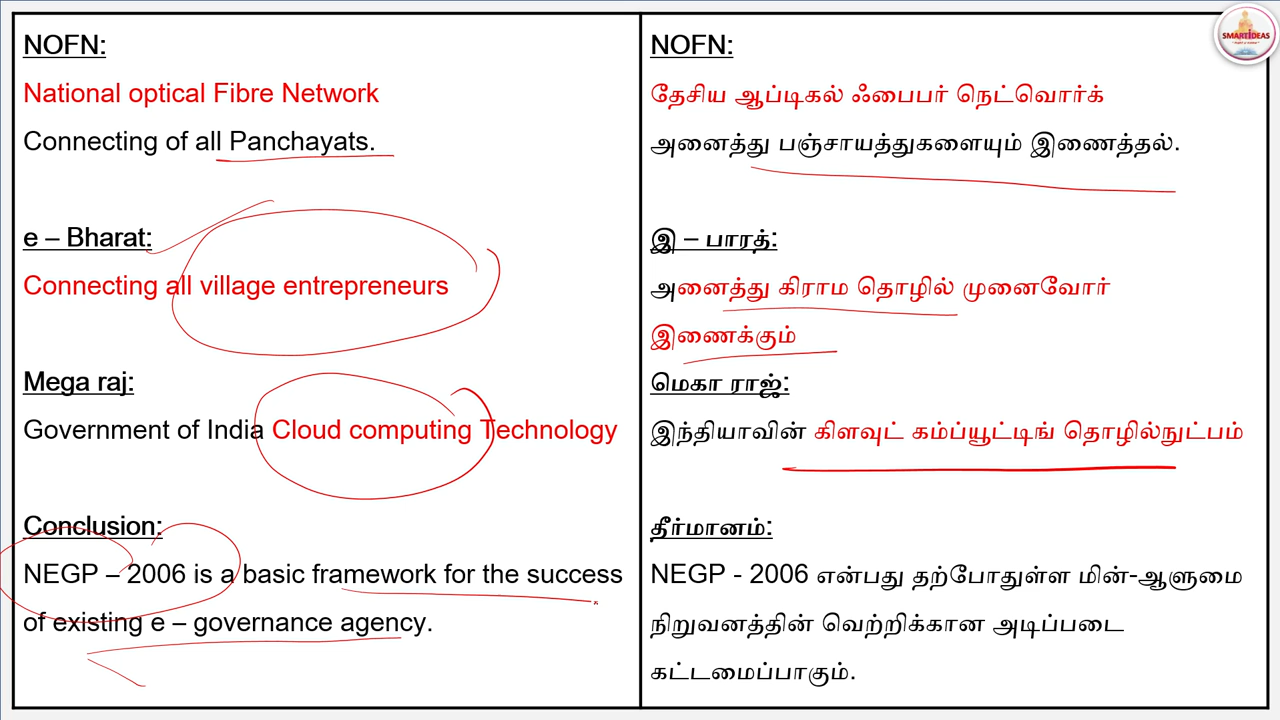 NOFN:
National optical Fibre Network
Connecting of all Panchayats.
e – Bharat:
Connecting all village entrepreneurs
Mega raj:
Government of India Cloud computing Technology
Conclusion:
NEGP – 2006 is a basic framework for the success
of existing e – governance agency.
NOFN:
தேசிய ஆப்டிகல் ஃபைபர் நெட்வொர்க்
அனைத்து பஞ்சாயத்துகளையும் இணைத்தல்.
இ – பாரத்:
அனைத்து கிராம தொழில் முனைவோர்
இணைக்கும்
மெகா ராஜ்:
இந்தியாவின் கிளவுட் கம்ப்யூட்டிங் தொழில்நுட்பம்
தீர்மானம்:
NEGP - 2006 என்பது தற்போதுள்ள மின்-ஆளுமை
நிறுவனத்தின் வெற்றிக்கான அடிப்படை
கட்டமைப்பாகும்.
SMARTIDEAS